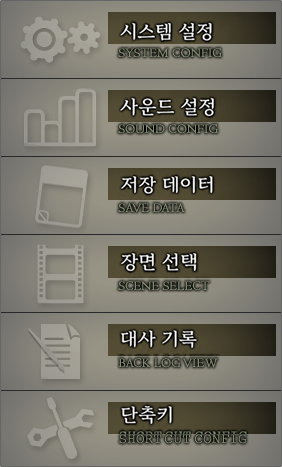 시스템 설정
SYSTEM CONFIG
사운드 설정
SOUND CONFIG
저장 데이터
SAVE DATA
장면 선택
SCENE SELECT
대사 기록
BACK LOG VIEW
단축키
SHORT CUT CONFIG